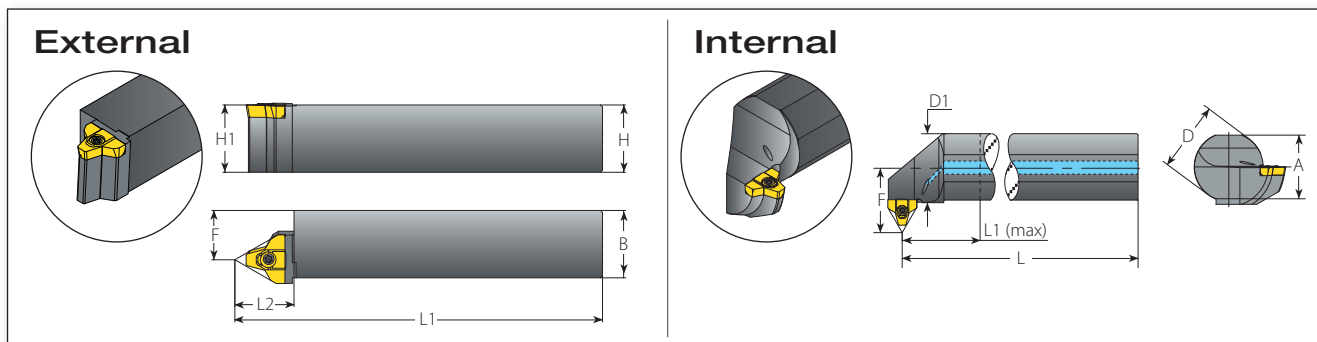 External
H1
H
F
B
L2
L1
Internal
D1
F
L1 (max)
L
D
A